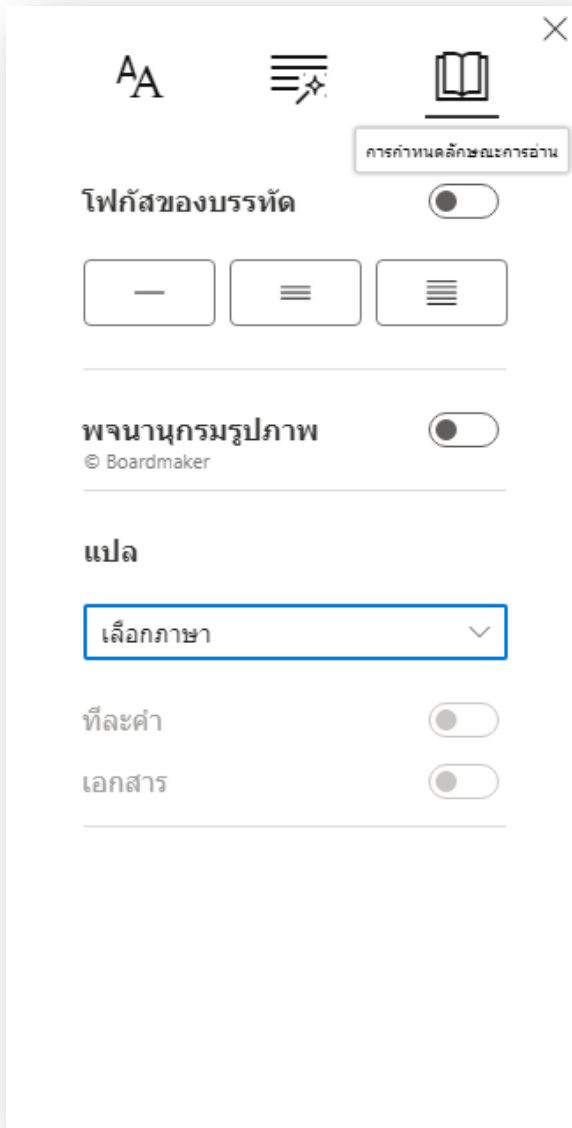 AA
การกำหนดลักษณะการอ่าน
โฟกัสของบรรทัด
พจนานุกรมรูปภาพ
© Boardmaker
แปล
เลือกภาษา
ทีละคำ
เอกสาร